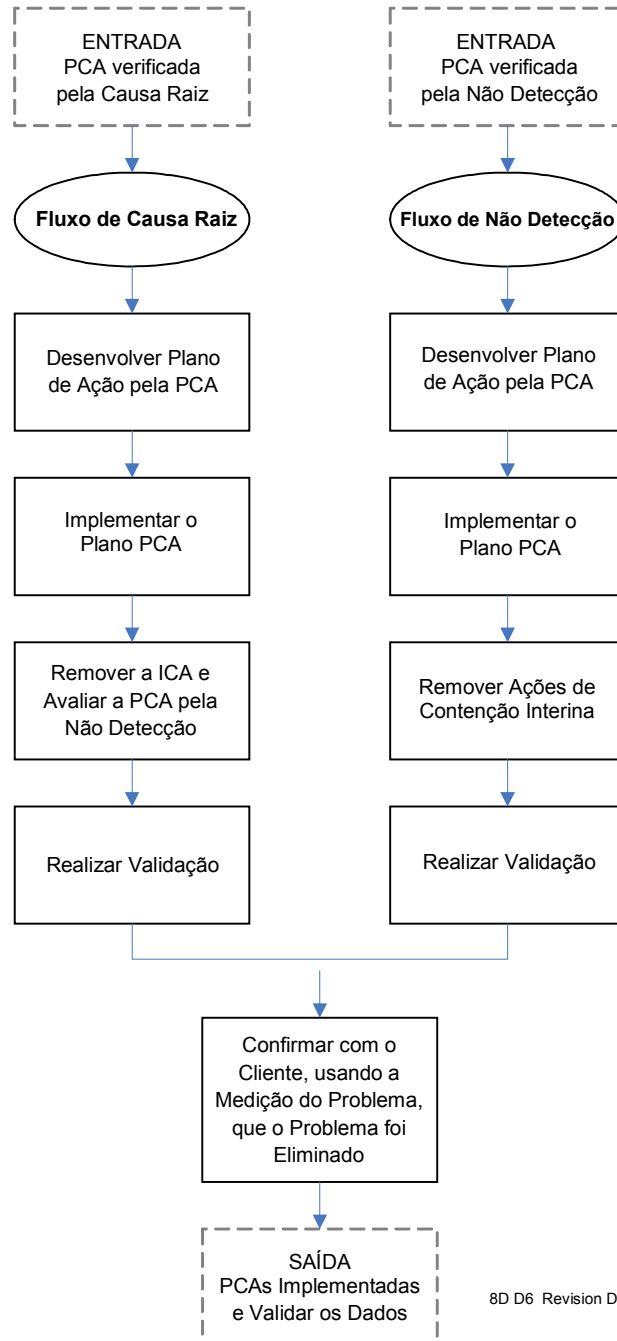 ENTRADA
PCA verificada
pela Causa Raiz
ENTRADA
PCA verificada
pela Não Detecção
Fluxo de Causa Raiz
Fluxo de Não Detecção
Desenvolver Plano
de Ação pela PCA
Desenvolver Plano
de Ação pela PCA
Implementar o
Plano PCA
Implementar o
Plano PCA
Remover a ICA e
Avaliar a PCA pela
Não Detecção
Remover Ações de
Contenção Interina
Realizar Validação
Realizar Validação
Confirmar com o
Cliente, usando a
Medição do Problema,
que o Problema foi
Eliminado
SAÍDA
PCAs Implementadas
e Validar os Dados
8D D6 Revision D